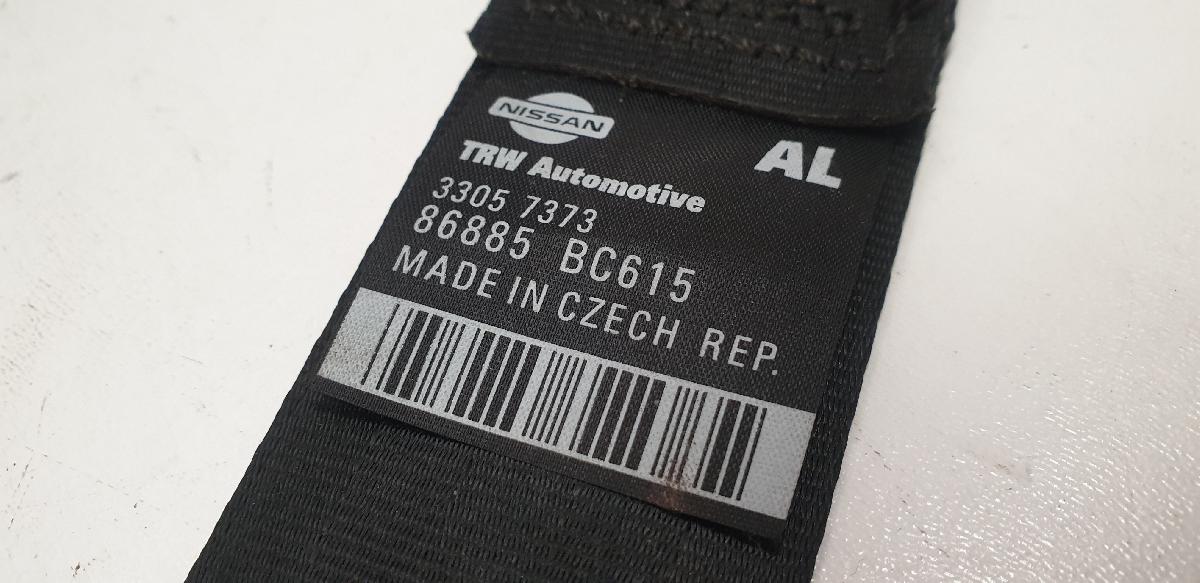 NISSAN
AL
TRW Automotive
3305 7373
86885 BC615
MADE IN CZECH REP.